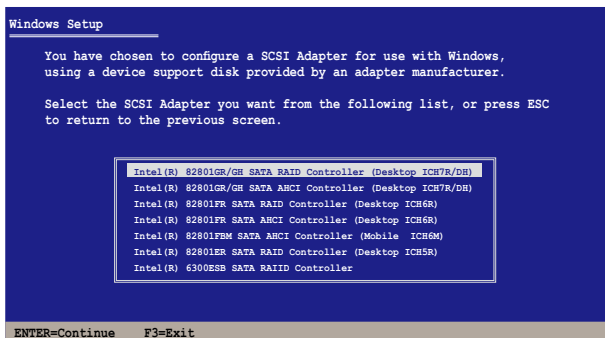 Windows Setup
You have chosen to configure a SCSI Adapter for use with Windows,
using a device support disk provided by an adapter manufacturer.
Select the SCSI Adapter you want from the following list, or press ESC
to return to the previous screen.
Intel(R) 82801GR/GH SATA RAID Controller (Desktop ICH7R/DH)
Intel(R) 82801GR/GH SATA AHCI Controller (Desktop ICH7R/DH)
Intel(R) 82801FR SATA RAID Controller (Desktop ICH6R)
Intel(R) 82801FR SATA AHCI Controller (Desktop ICH6R)
Intel(R) 82801FBM SATA AHCI Controller (Mobile ICH6M)
Intel(R) 82801ER SATA RAID Controller (Desktop ICH5R)
Intel(R) 6300ESB SATA RAIID Controller
ENTER=Continue F3=Exit